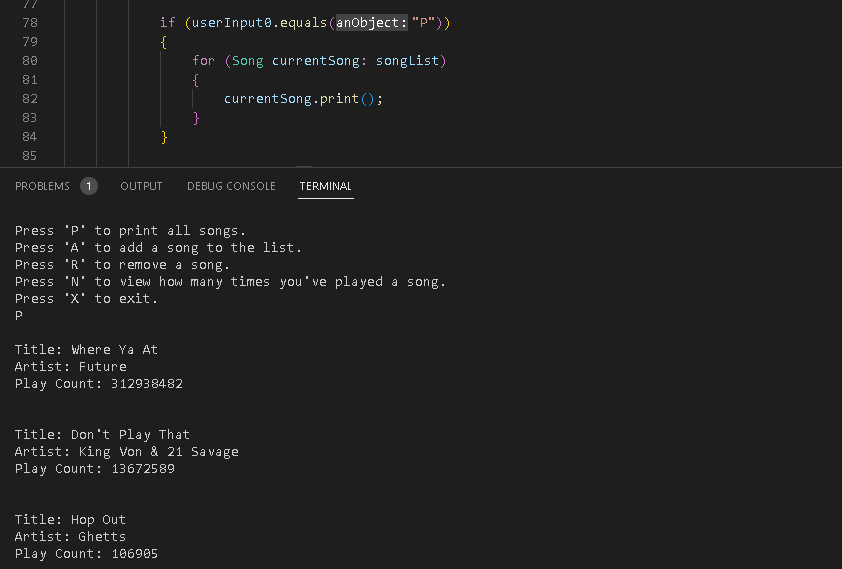 77
78 if (userInput0.equals(anObject: "P"))
79 {
80 for (Song currentSong: songList)
81 {
82 currentSong.print();
83 }
84 }
85
PROBLEMS 1 OUTPUT DEBUG CONSOLE TERMINAL
Press 'P' to print all songs.
Press 'A' to add a song to the list.
Press 'R' to remove a song.
Press 'N' to view how many times you've played a song.
Press 'X' to exit.
P
Title: Where Ya At
Artist: Future
Play Count: 312938482
Title: Don't Play That
Artist: King Von & 21 Savage
Play Count: 13672589
Title: Hop Out
Artist: Ghetts
Play Count: 106905